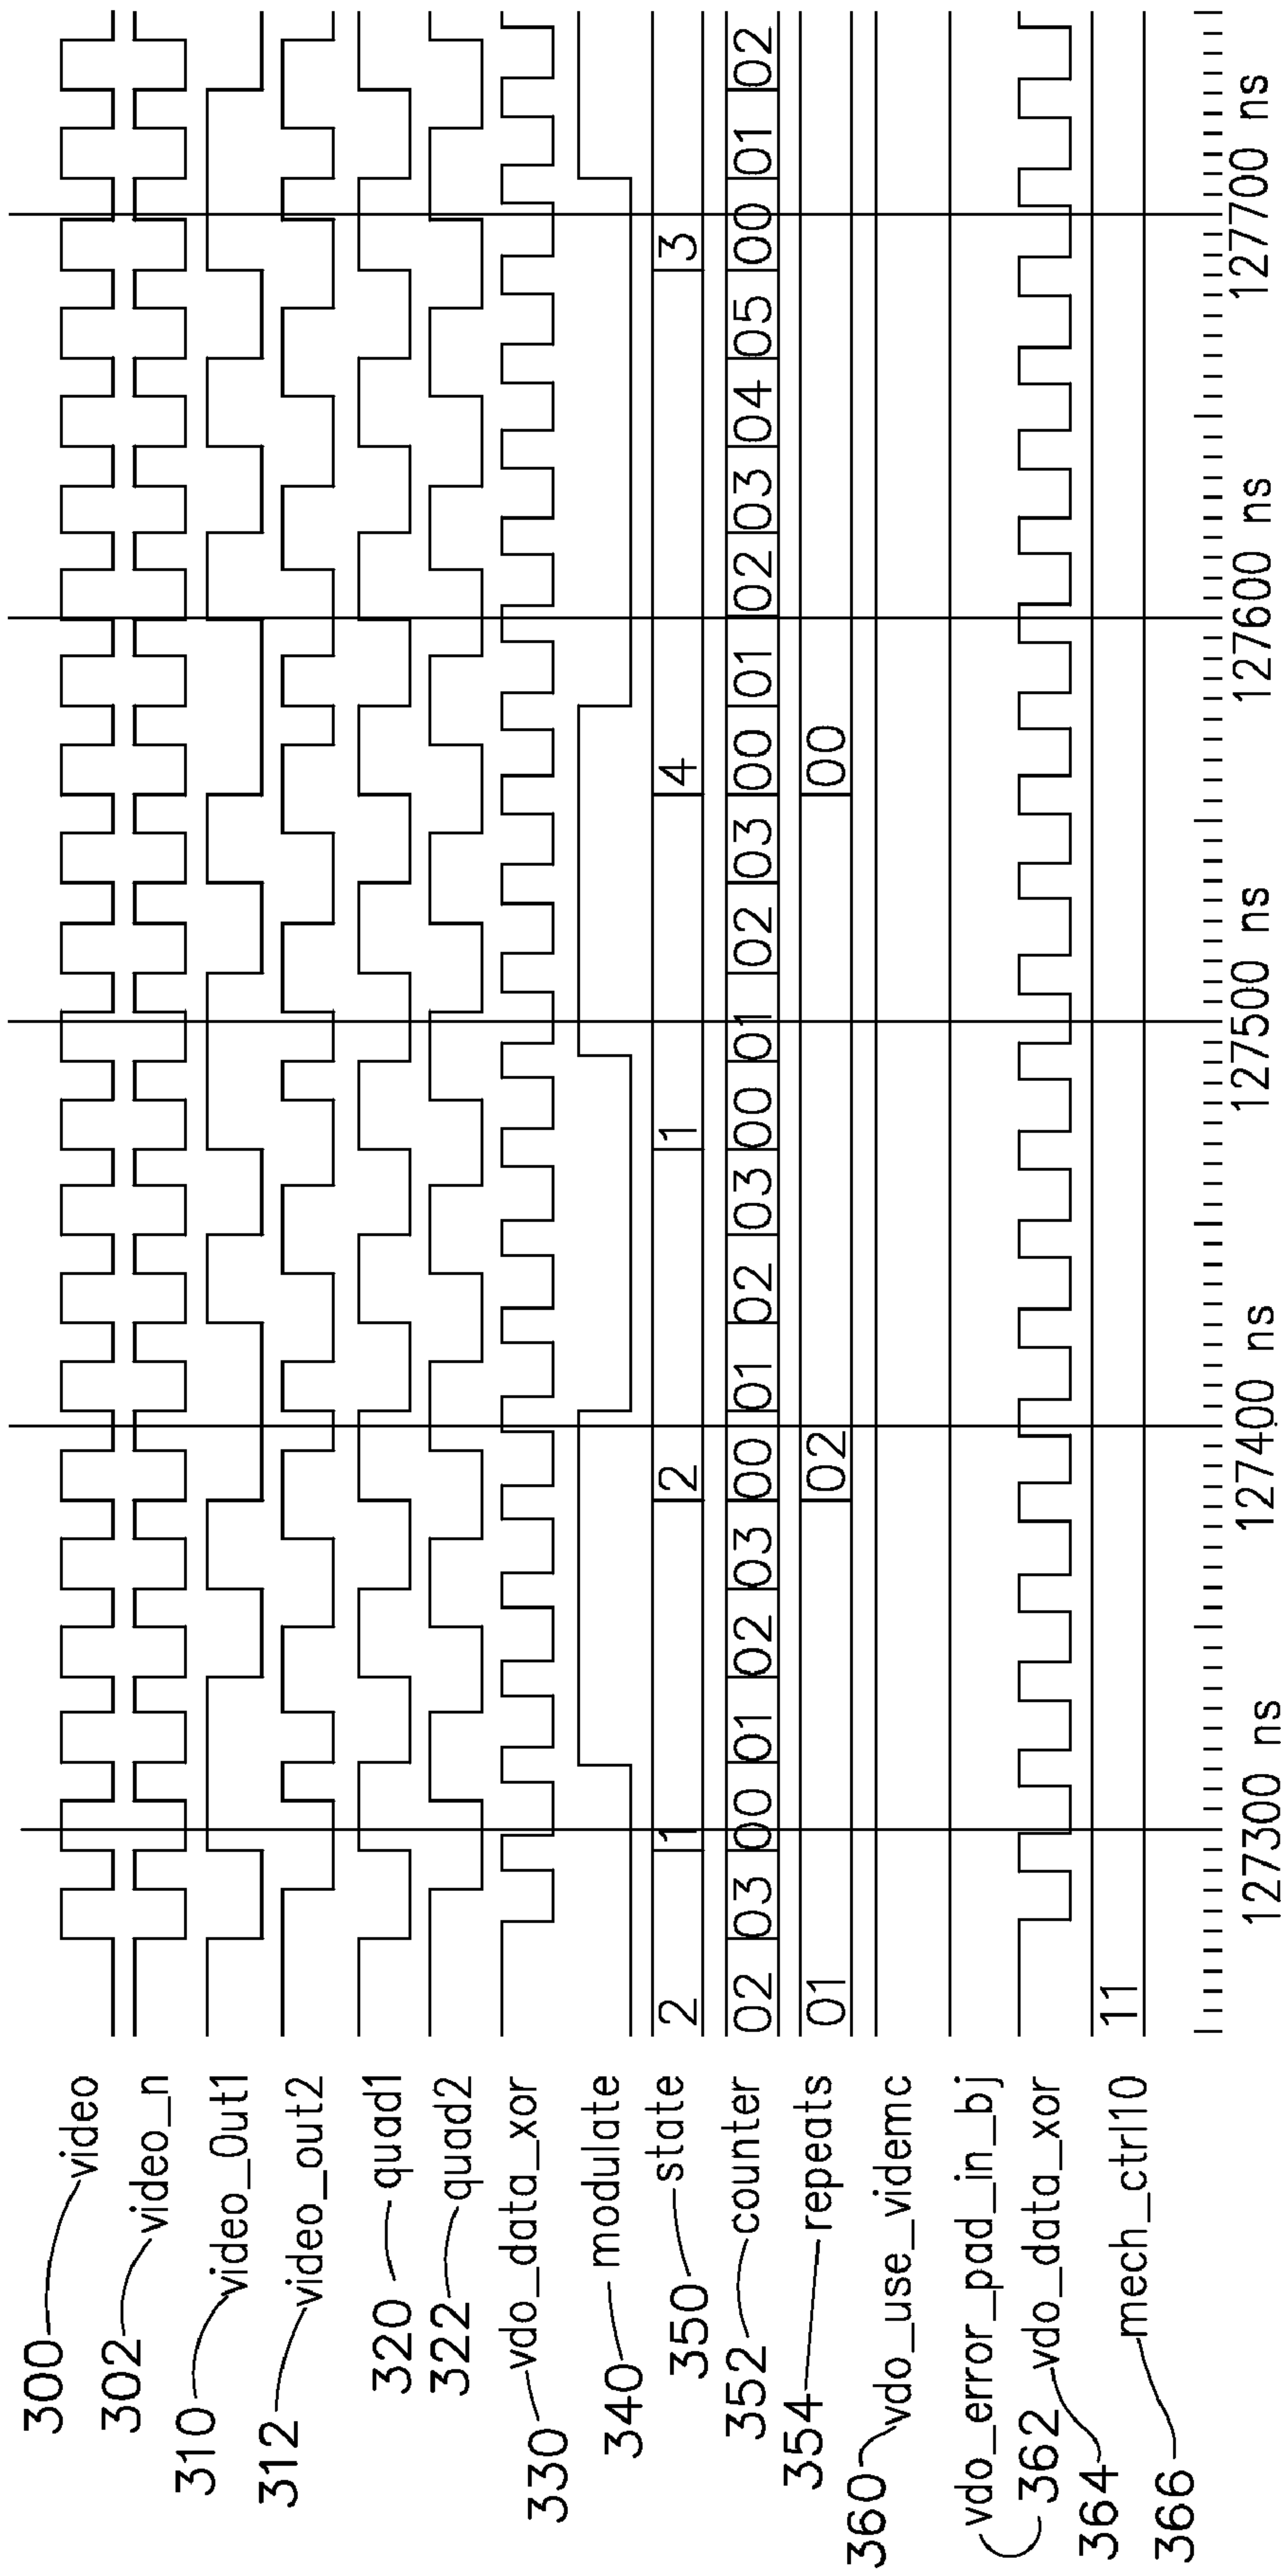 300 video
302 video_n
310 video_Out1
312 video_out2
320 quad1
322 quad2
330 vdo_data_xor
340 modulate
350 state 2 1 2 1 4 3
352 counter 02 03 00 01 02 03 00 01 02 03 00 01 02 03 00 01 02 03 04 05 00 01 02
354 repeats 01 02 00
360 vdo_use_videmc
vdo_error_pad_in_bj
362 vdo_data_xor
364
366 mech_ctrl10 11
127300 ns 127400 ns 127500 ns 127600 ns 127700 ns